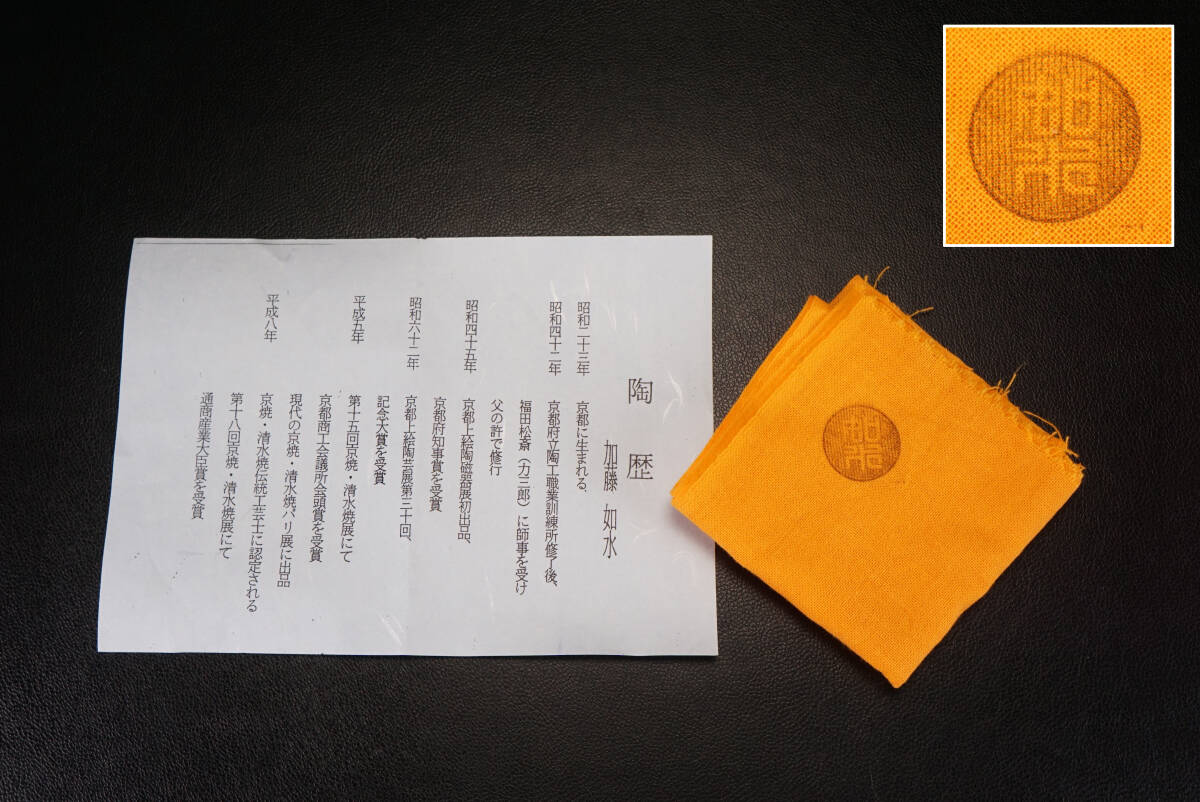 陶歴
加藤 如水
昭和二十三年 京都に生まれる、
昭和四十二年 京都府立陶工職業訓練所修了後、
福田松斎（力三郎）に師事を受け
父の許で修行
昭和四十五年 京都上絵陶磁器展初出品、
京都府知事賞を受賞
昭和六十二年 京都上絵陶芸展第三十回、
記念大賞を受賞
平成五年 第十五回京焼・清水焼展にて
京都商工会議所会頭賞を受賞
現代の京焼・清水焼パリ展に出品
平成八年 京焼・清水焼伝統工芸士に認定される
第十八回京焼・清水焼展にて
通商産業大臣賞を受賞
如水
如水